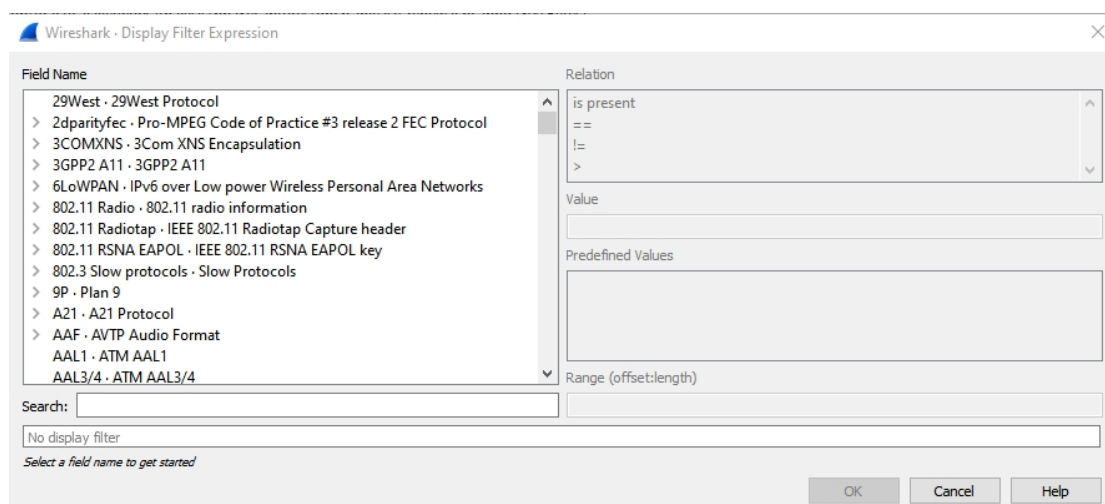 Wireshark · Display Filter Expression
Field Name
29West · 29West Protocol
2dparityfec · Pro-MPEG Code of Practice #3 release 2 FEC Protocol
3COMXNS · 3Com XNS Encapsulation
3GPP2 A11 · 3GPP2 A11
6LoWPAN · IPv6 over Low power Wireless Personal Area Networks
802.11 Radio · 802.11 radio information
802.11 Radiotap · IEEE 802.11 Radiotap Capture header
802.11 RSNA EAPOL · IEEE 802.11 RSNA EAPOL key
802.3 Slow protocols · Slow Protocols
9P · Plan 9
A21 · A21 Protocol
AAF · AVTP Audio Format
AAL1 · ATM AAL1
AAL3/4 · ATM AAL3/4
Search:
Relation
is present
==
!=
>
Value
Predefined Values
Range (offset:length)
No display filter
Select a field name to get started
OK
Cancel
Help